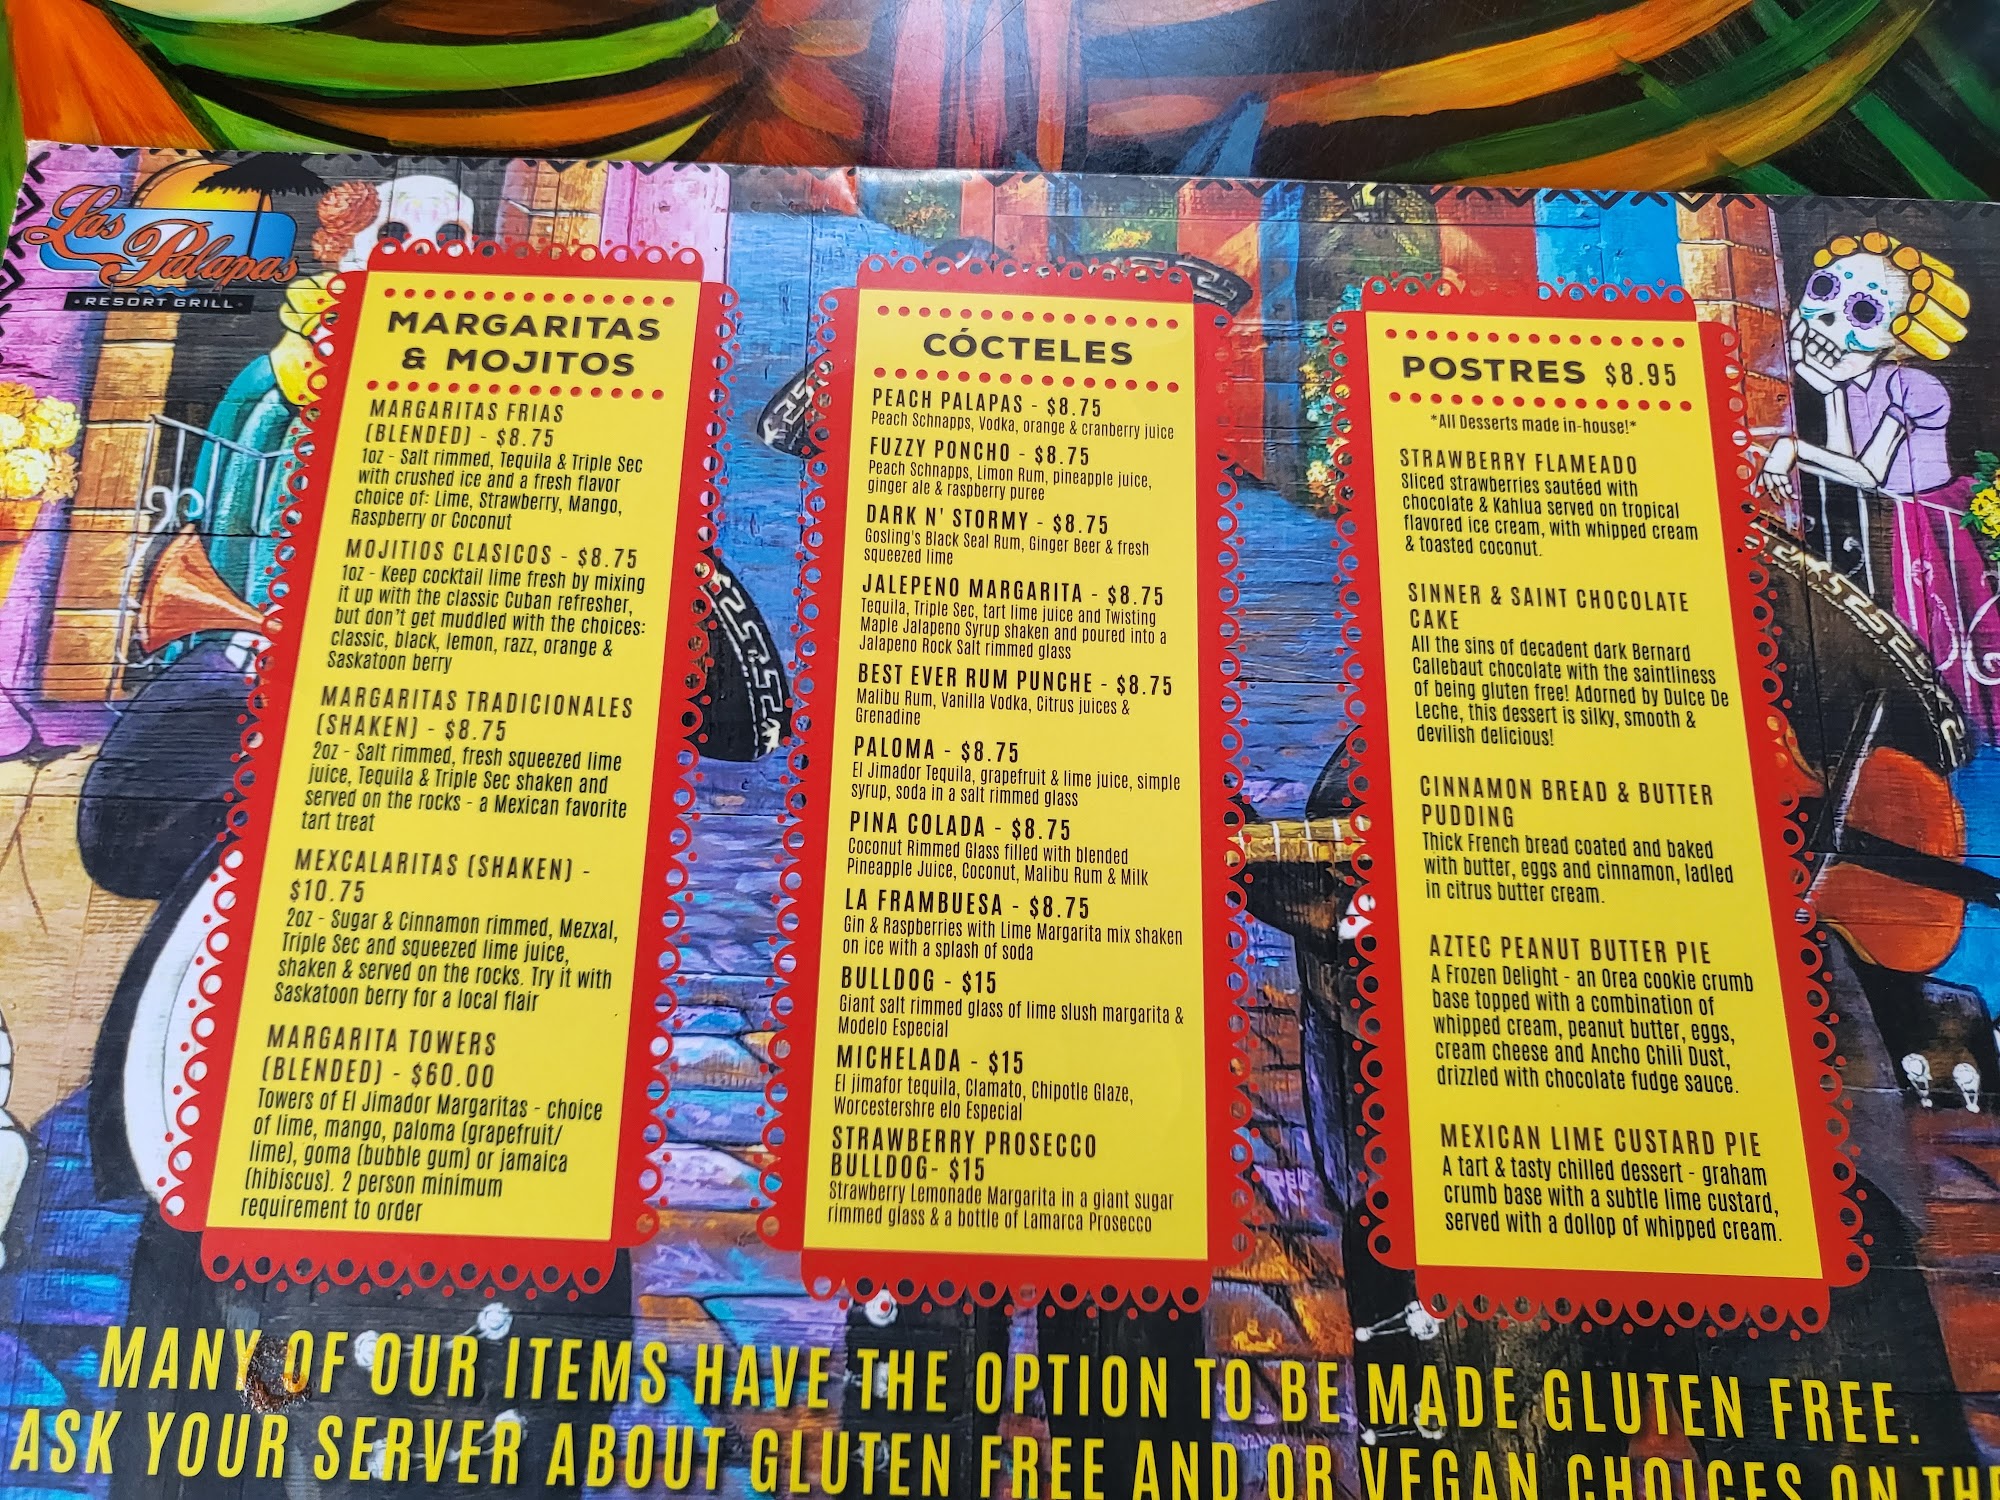 Las
Palapas
• RESORT GRILL •
MARGARITAS
& MOJITOS
MARGARITAS FRIAS
(BLENDED) - $8.75
1oz - Salt rimmed, Tequila & Triple Sec
with crushed ice and a fresh flavor
choice of: Lime, Strawberry, Mango,
Raspberry or Coconut
MOJITIOS CLASICOS - $8.75
1oz - Keep cocktail lime fresh by mixing
it up with the classic Cuban refresher,
but don't get muddled with the choices:
classic, black, lemon, razz, orange &
Saskatoon berry
MARGARITAS TRADICIONALES
(SHAKEN) - $8.75
2oz - Salt rimmed, fresh squeezed lime
juice, Tequila & Triple Sec shaken and
served on the rocks - a Mexican favorite
tart treat
MEXCALARITAS (SHAKEN) -
$10.75
2oz - Sugar & Cinnamon rimmed, Mezxal,
Triple Sec and squeezed lime juice,
shaken & served on the rocks. Try it with
Saskatoon berry for a local flair
MARGARITA TOWERS
(BLENDED) - $60.00
Towers of El Jimador Margaritas - choice
of lime, mango, paloma (grapefruit/
lime), goma (bubble gum) or jamaica
(hibiscus). 2 person minimum
requirement to order
CÓCTELES
PEACH PALAPAS - $8.75
Peach Schnapps, Vodka, orange & cranberry juice
FUZZY PONCHO - $8.75
Peach Schnapps, Limon Rum, pineapple juice,
ginger ale & raspberry puree
DARK N' STORMY - $8.75
Gosling's Black Seal Rum, Ginger Beer & fresh
squeezed lime
JALEPENO MARGARITA - $8.75
Tequila, Triple Sec, tart lime juice and Twisting
Maple Jalapeno Syrup shaken and poured into a
Jalapeno Rock Salt rimmed glass
BEST EVER RUM PUNCHE - $8.75
Malibu Rum, Vanilla Vodka, Citrus juices &
Grenadine
PALOMA - $8.75
El Jimador Tequila, grapefruit & lime juice, simple
syrup, soda in a salt rimmed glass
PINA COLADA - $8.75
Coconut Rimmed Glass filled with blended
Pineapple Juice, Coconut, Malibu Rum & Milk
LA FRAMBUESA - $8.75
Gin & Raspberries with Lime Margarita mix shaken
on ice with a splash of soda
BULLDOG - $15
Giant salt rimmed glass of lime slush margarita &
Modelo Especial
MICHELADA - $15
El jimafor tequila, Clamato, Chipotle Glaze,
Worcestershre elo Especial
STRAWBERRY PROSECCO
BULLDOG- $15
Strawberry Lemonade Margarita in a giant sugar
rimmed glass & a bottle of Lamarca Prosecco
POSTRES $8.95
*All Desserts made in-house!*
STRAWBERRY FLAMEADO
Sliced strawberries sautéed with
chocolate & Kahlua served on tropical
flavored ice cream, with whipped cream
& toasted coconut.
SINNER & SAINT CHOCOLATE
CAKE
All the sins of decadent dark Bernard
Callebaut chocolate with the saintliness
of being gluten free! Adorned by Dulce De
Leche, this dessert is silky, smooth &
devilish delicious!
CINNAMON BREAD & BUTTER
PUDDING
Thick French bread coated and baked
with butter, eggs and cinnamon, ladled
in citrus butter cream.
AZTEC PEANUT BUTTER PIE
A Frozen Delight - an Orea cookie crumb
base topped with a combination of
whipped cream, peanut butter, eggs,
cream cheese and Ancho Chili Dust,
drizzled with chocolate fudge sauce.
MEXICAN LIME CUSTARD PIE
A tart & tasty chilled dessert - graham
crumb base with a subtle lime custard,
served with a dollop of whipped cream.
MANY OF OUR ITEMS HAVE THE OPTION TO BE MADE GLUTEN FREE.
ASK YOUR SERVER ABOUT GLUTEN FREE AND OR VEGAN CHOICES ON THE